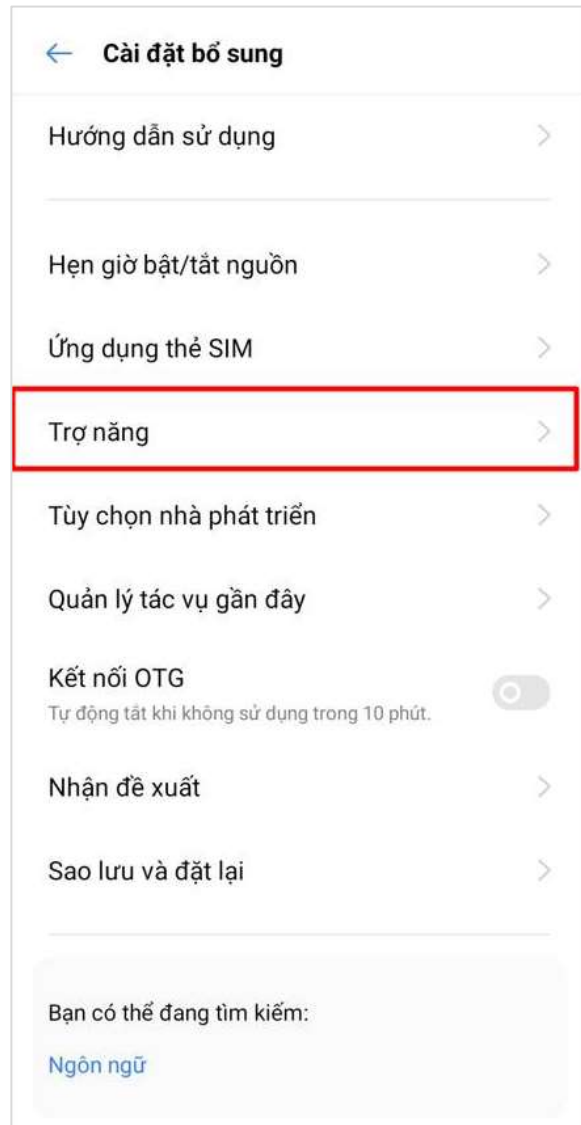 Cài đặt bổ sung
Hướng dẫn sử dụng
Hẹn giờ bật/tắt nguồn
Ứng dụng thẻ SIM
Trợ năng
Tùy chọn nhà phát triển
Quản lý tác vụ gần đây
Kết nối OTG
Tự động tắt khi không sử dụng trong 10 phút.
Nhận đề xuất
Sao lưu và đặt lại
Bạn có thể đang tìm kiếm:
Ngôn ngữ